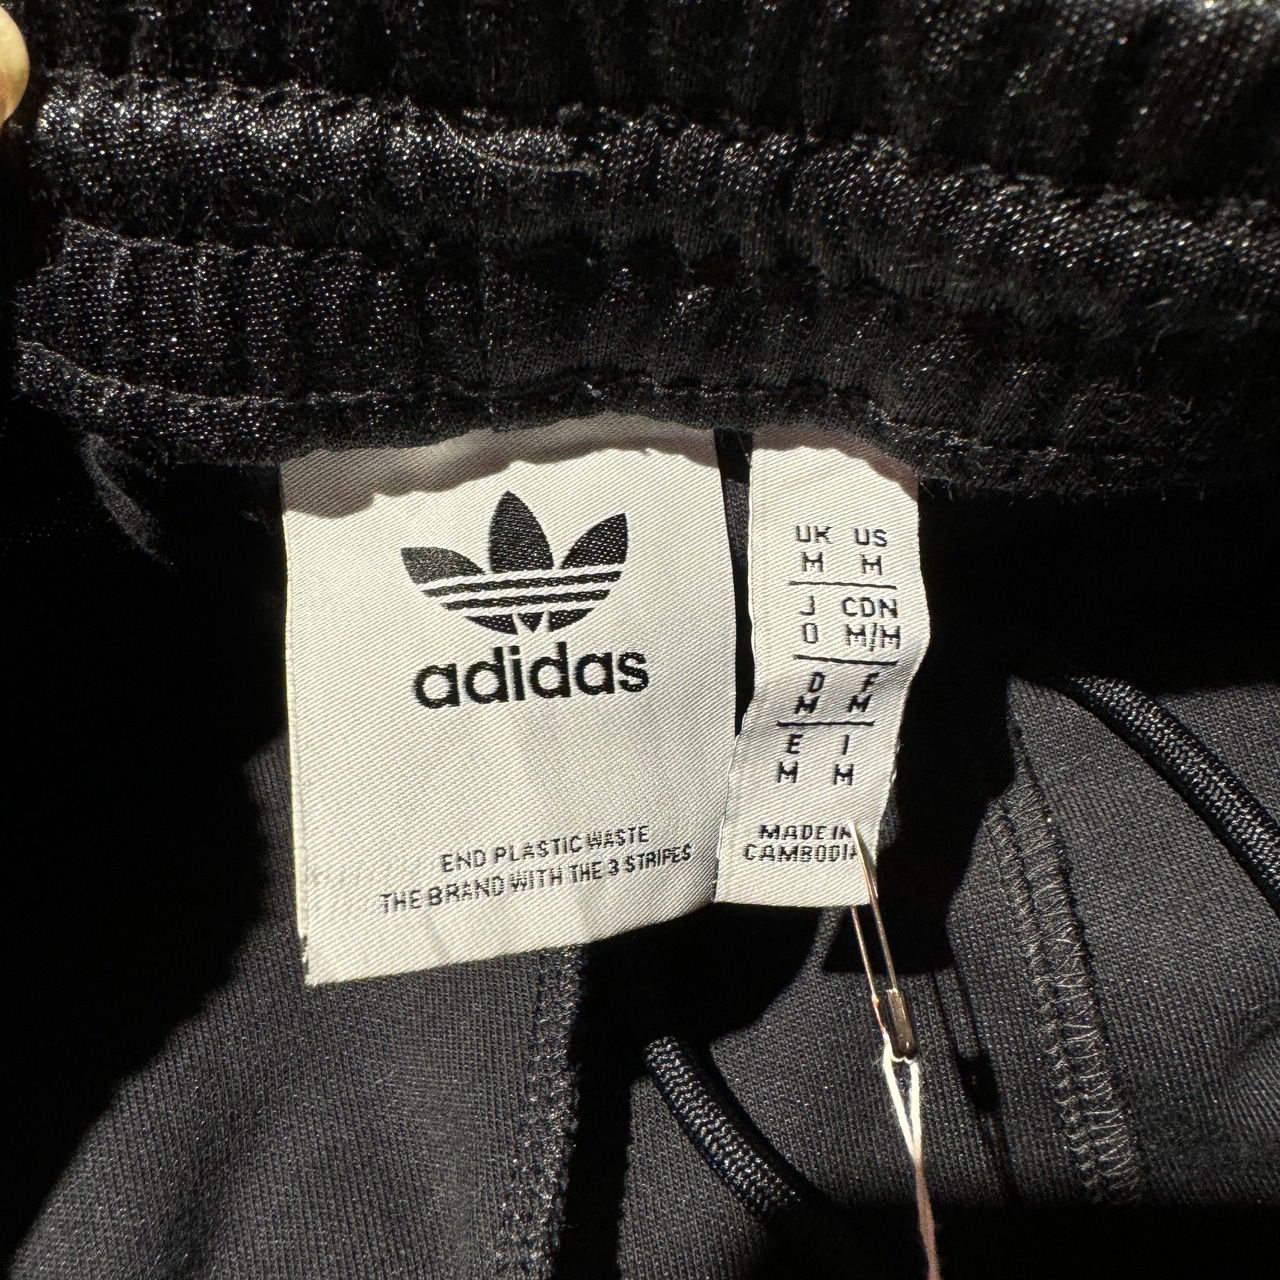 adidas
END PLASTIC WASTE
THE BRAND WITH THE 3 STRIPES
UK US
M M
J CDN
O M/M
D F
M M
E I
M M
MADE IN
CAMBODIA